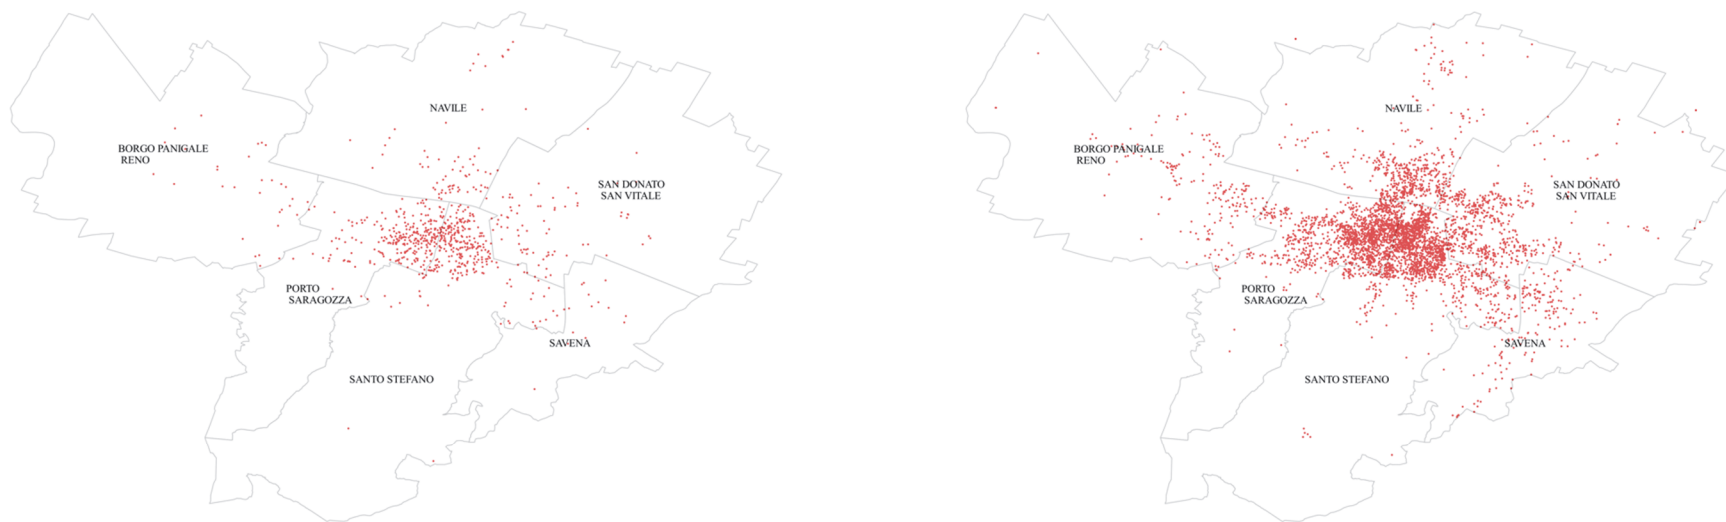 NAVILE
BORGO PANIGALE
RENO
SAN DONATO
SAN VITALE
PORTO
SARAGOZZA
SAVENA
SANTO STEFANO
NAVILE
BORGO PANIGALE
RENO
SAN DONATO
SAN VITALE
PORTO
SARAGOZZA
SAVENA
SANTO STEFANO